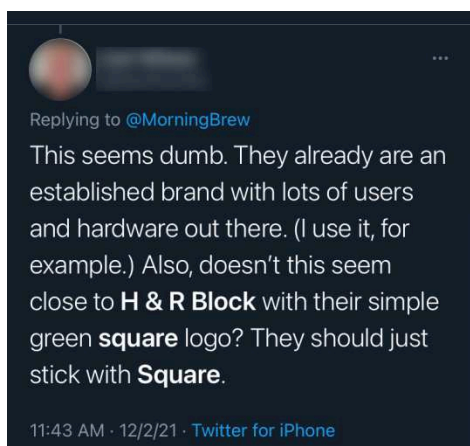 Replying to @MorningBrew
This seems dumb. They already are an
established brand with lots of users
and hardware out there. (I use it, for
example.) Also, doesn’t this seem
close to H & R Block with their simple
green square logo? They should just
stick with Square.
11:43 AM · 12/2/21 · Twitter for iPhone